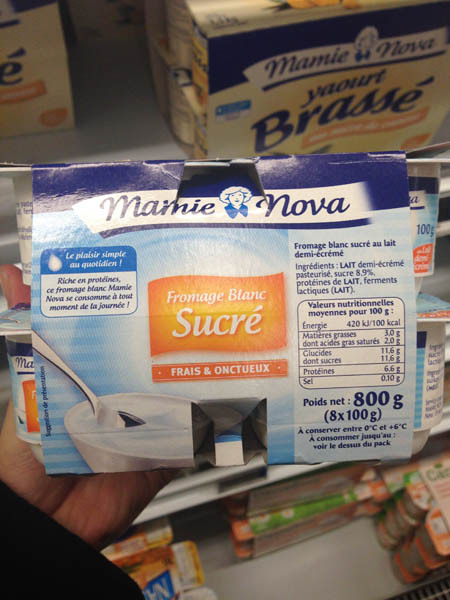 Mamie Nova
yaourt
Brassé
é
Mamie Nova
Le plaisir simple
au quotidien !
Riche en protéines,
ce fromage blanc Mamie
Nova se consomme à tout
moment de la journée !
Fromage Blanc
Sucré
FRAIS & ONCTUEUX
Suggestion de présentation
Fromage blanc sucré au lait
demi-écrémé
Ingrédients : LAIT demi-écrémé
pasteurisé, sucre 8,9%,
protéines de LAIT, ferments
lactiques (LAIT).
Valeurs nutritionnelles
moyennes pour 100 g :
Energie 420 kJ/100 kcal
Matières grasses 3,0 g
dont acides gras saturés 2,0 g
Glucides 11,6 g
dont sucres 11,6 g
Protéines 6,6 g
Sel 0,10 g
Poids net : 800 g
(8x100 g)
À conserver entre 0°C et +6°C
À consommer jusqu'au :
voir le dessus du pack
100g
Ma